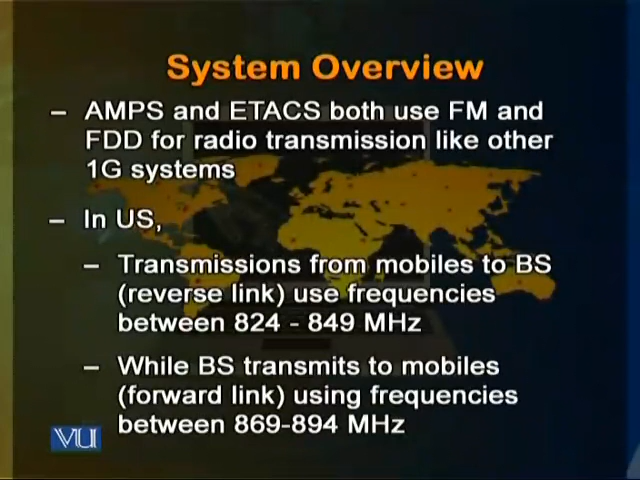 System Overview
– AMPS and ETACS both use FM and
FDD for radio transmission like other
1G systems
– In US,
– Transmissions from mobiles to BS
(reverse link) use frequencies
between 824 - 849 MHz
– While BS transmits to mobiles
(forward link) using frequencies
between 869-894 MHz
VU